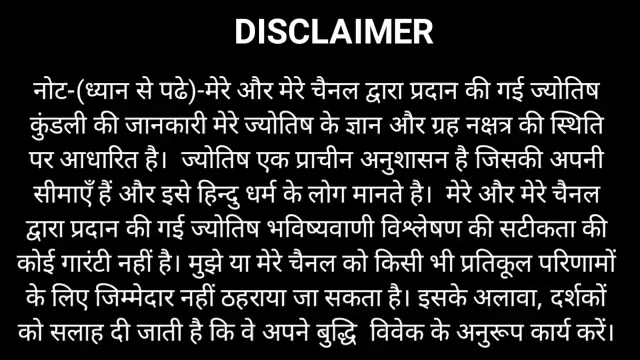 DISCLAIMER
नोट-(ध्यान से पढे)-मेरे और मेरे चैनल द्वारा प्रदान की गई ज्योतिष
कुंडली की जानकारी मेरे ज्योतिष के ज्ञान और ग्रह नक्षत्र की स्थिति
पर आधारित है। ज्योतिष एक प्राचीन अनुशासन है जिसकी अपनी
सीमाएँ हैं और इसे हिन्दु धर्म के लोग मानते है। मेरे और मेरे चैनल
द्वारा प्रदान की गई ज्योतिष भविष्यवाणी विश्लेषण की सटीकता की
कोई गारंटी नहीं है। मुझे या मेरे चैनल को किसी भी प्रतिकूल परिणामों
के लिए जिम्मेदार नहीं ठहराया जा सकता है। इसके अलावा, दर्शकों
को सलाह दी जाती है कि वे अपने बुद्धि विवेक के अनुरूप कार्य करें।